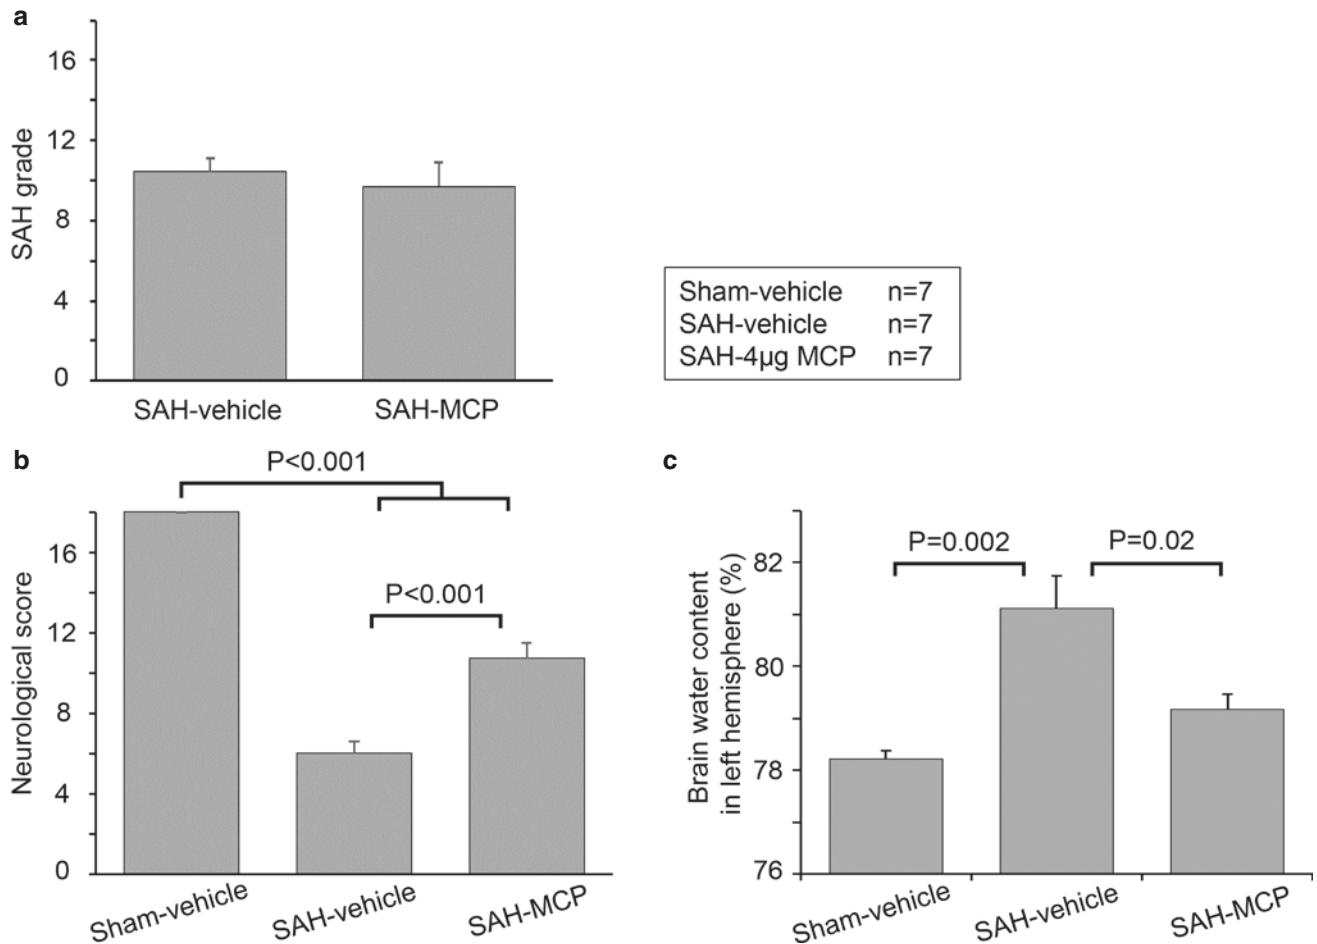 a
SAH grade
16
12
8
4
0
SAH-vehicle SAH-MCP
Sham-vehicle n=7
SAH-vehicle n=7
SAH-4µg MCP n=7
b
P<0.001
P<0.001
Neurological score
16
12
8
4
0
Sham-vehicle SAH-vehicle SAH-MCP
c
P=0.002 P=0.02
Brain water content
in left hemisphere (%)
82
80
78
76
Sham-vehicle SAH-vehicle SAH-MCP